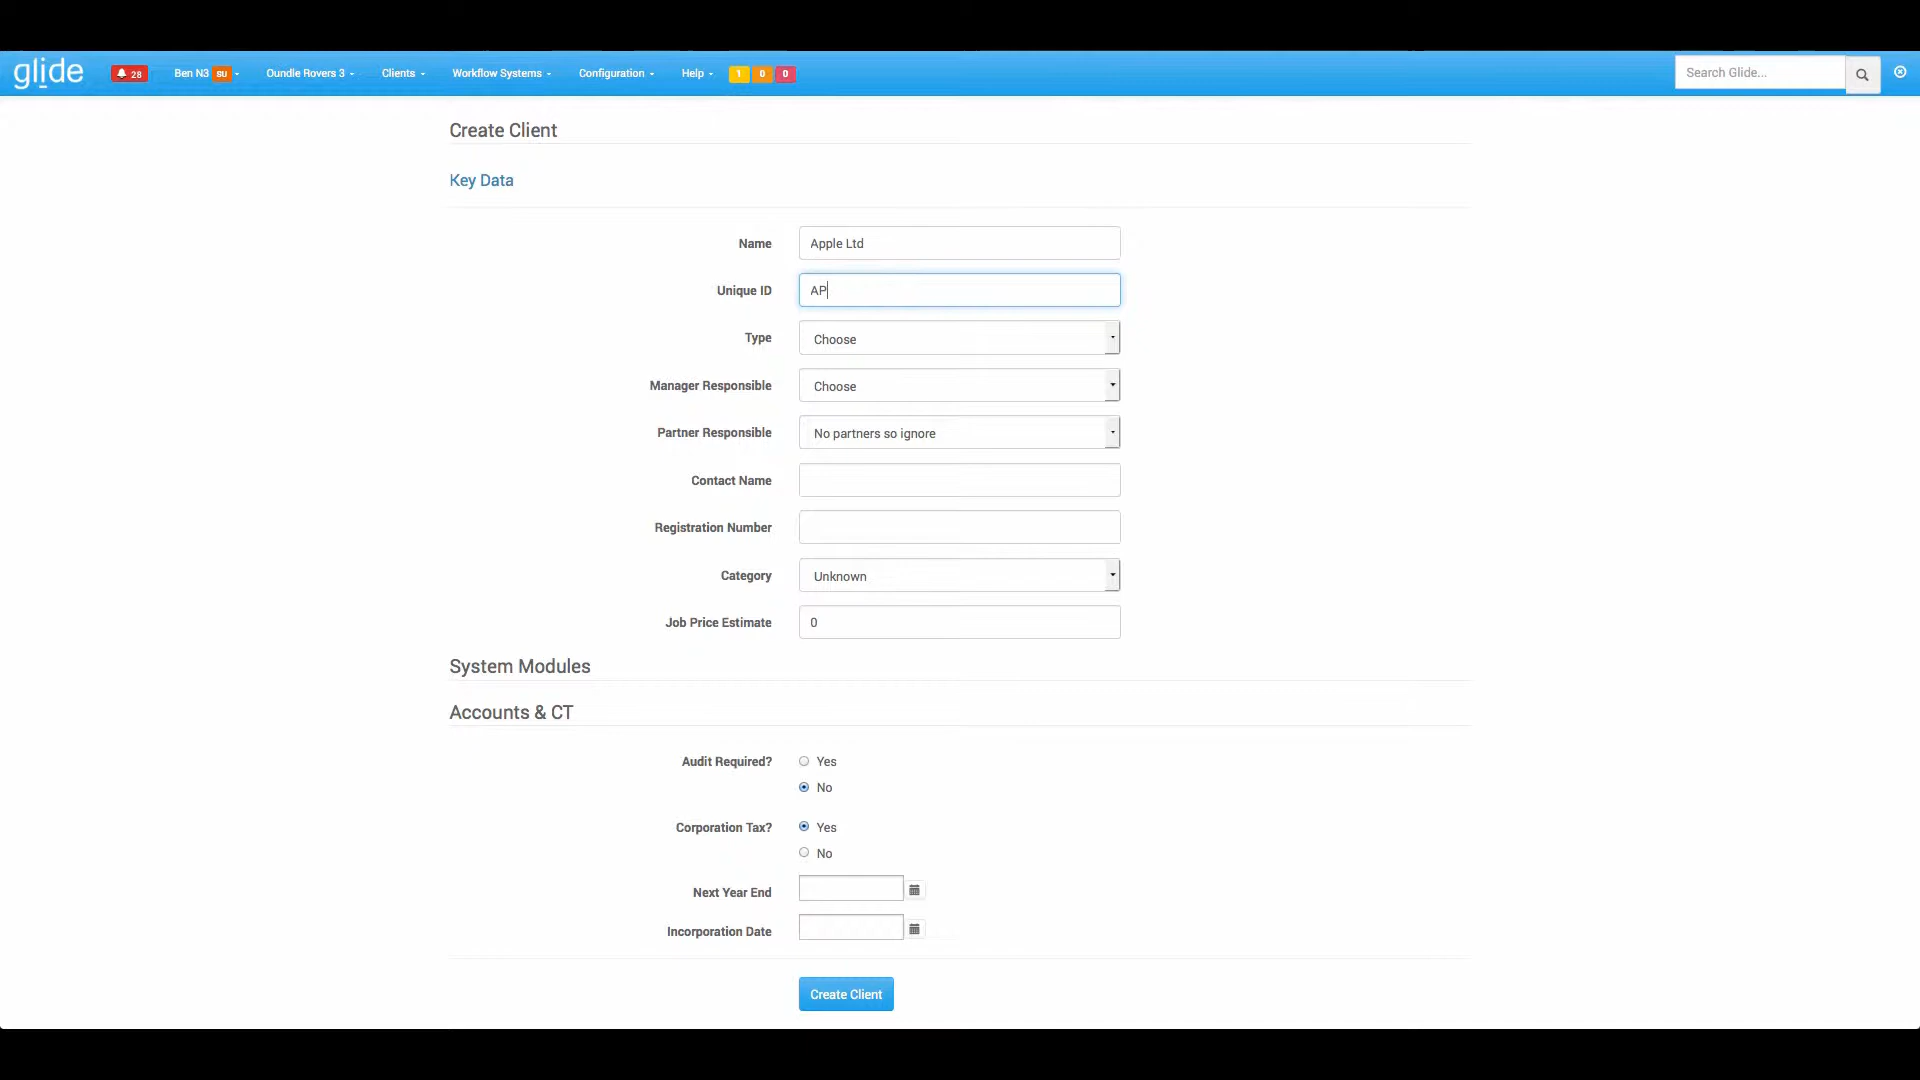 glide 28 Ben N3 su Oundle Rovers 3 Clients Workflow Systems Configuration Help 1 0 0 Search Glide...
Create Client
Key Data
Name Apple Ltd
Unique ID AP
Type Choose
Manager Responsible Choose
Partner Responsible No partners so ignore
Contact Name
Registration Number
Category Unknown
Job Price Estimate 0
System Modules
Accounts & CT
Audit Required? Yes
No
Corporation Tax? Yes
No
Next Year End
Incorporation Date
Create Client